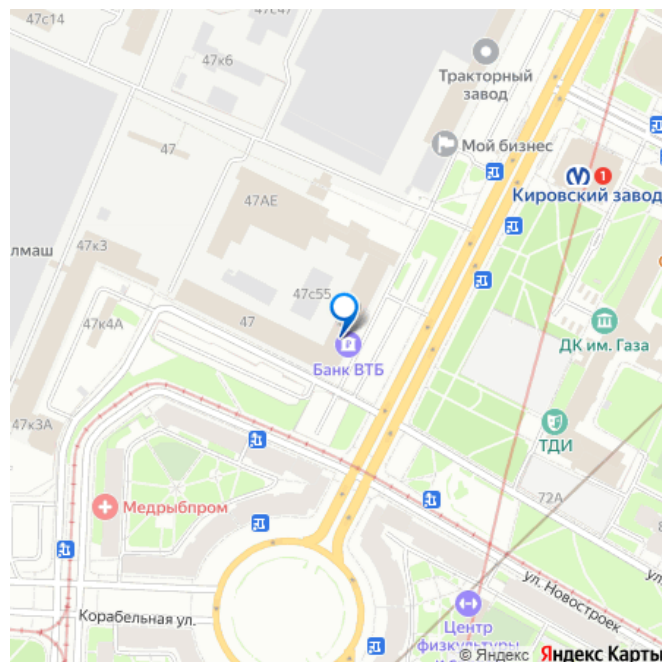 47с14
47к6
Тракторный
завод
47
Мой бизнес
1
Кировский завод
47АЕ
47к3
47с55
47к4А
47
Банк ВТБ
ДК им. Газа
ТДИ
47к3А
72А
Медрыбпром
ул. Новостроек
Корабельная ул.
Центр
физкультуры
© Яндекс Яндекс Карты